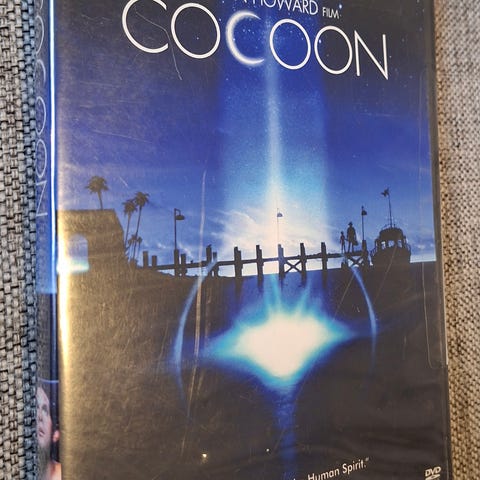 HOWARD FILM
COCOON
COCOON
Human Spirit."
DVD